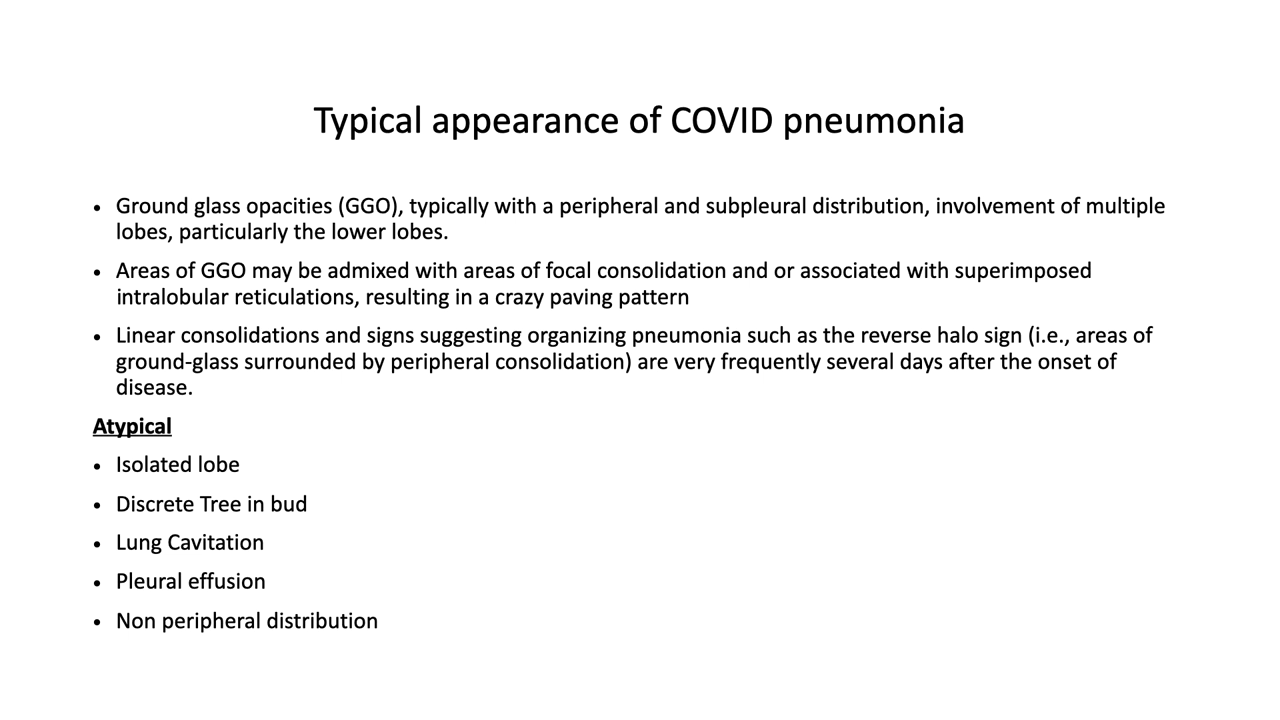 Typical appearance of COVID pneumonia
• Ground glass opacities (GGO), typically with a peripheral and subpleural distribution, involvement of multiple
lobes, particularly the lower lobes.
• Areas of GGO may be admixed with areas of focal consolidation and or associated with superimposed
intralobular reticulations, resulting in a crazy paving pattern
• Linear consolidations and signs suggesting organizing pneumonia such as the reverse halo sign (i.e., areas of
ground-glass surrounded by peripheral consolidation) are very frequently several days after the onset of
disease.
Atypical
• Isolated lobe
• Discrete Tree in bud
• Lung Cavitation
• Pleural effusion
• Non peripheral distribution